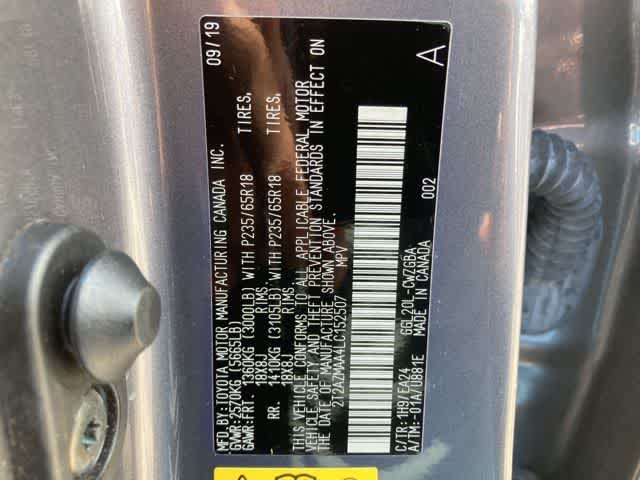 MFD.BY:TOYOTA MOTOR MANUFACTURING CANADA INC. 09/19
GVWR:2570KG (5665LB)
GAWR:FRT. 1360KG (3000LB) WITH P235/65R18 TIRES,
18X8J RIMS,
RR. 1410KG (3105LB) WITH P235/65R18 TIRES,
18X8J RIMS.
THIS VEHICLE CONFORMS TO ALL APPLICABLE FEDERAL MOTOR
VEHICLE SAFETY AND THEFT PREVENTION STANDARDS IN EFFECT ON
THE DATE OF MANUFACTURE SHOWN ABOVE.
MPV
C/TR:1H9/EA24 GGL20L-CWZGBA 002 A
A/TM:-01A/UB81E MADE IN CANADA